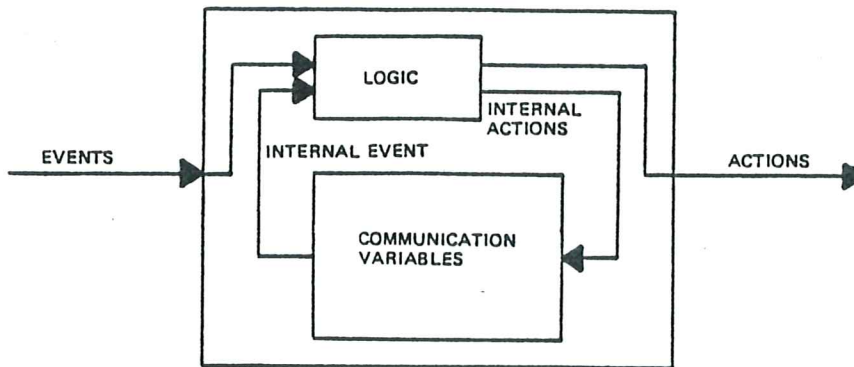 LOGIC
INTERNAL
ACTIONS
EVENTS
INTERNAL EVENT
ACTIONS
COMMUNICATION
VARIABLES